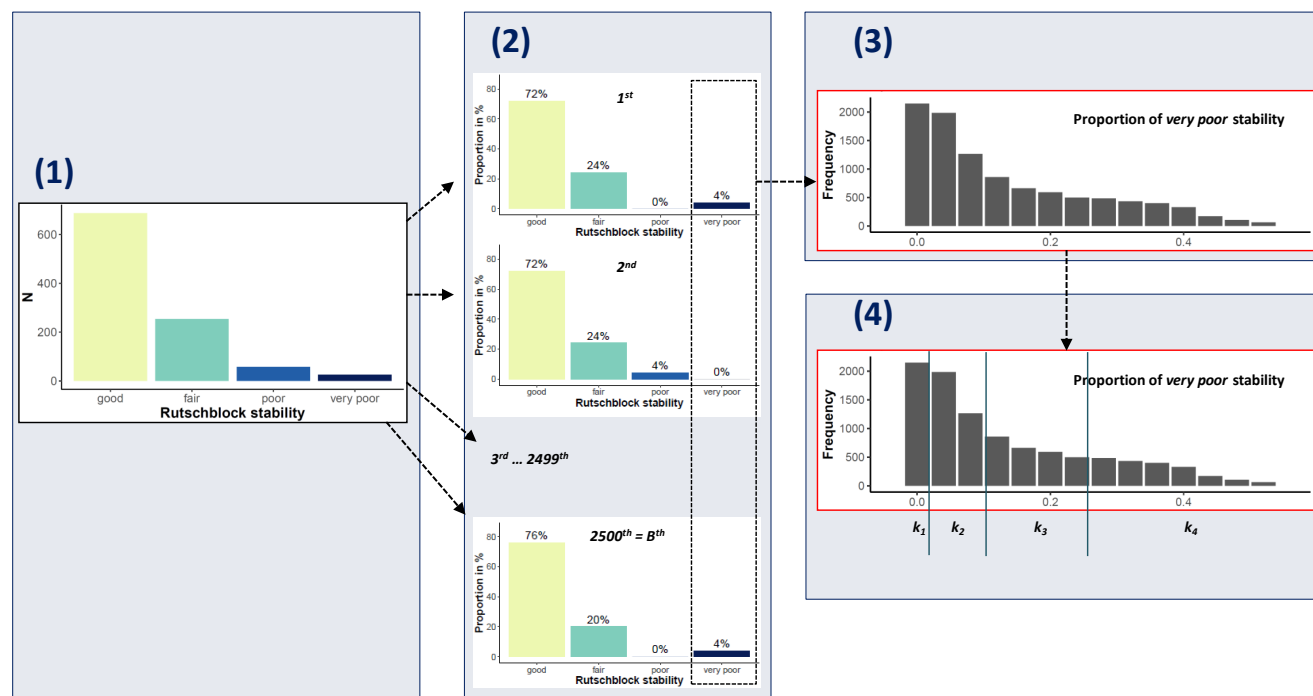 (1)
600
400
200
0
N
good fair poor very poor
Rutschblock stability
(2)
1st
72%
24%
0%
4%
80
60
40
20
0
Proportion in %
good fair poor very poor
Rutschblock stability
2nd
72%
24%
4%
0%
80
60
40
20
0
Proportion in %
good fair poor very poor
Rutschblock stability
3rd ... 2499th
2500th = Bth
76%
20%
0%
4%
80
60
40
20
0
Proportion in %
good fair poor very poor
Rutschblock stability
(3)
Proportion of very poor stability
2000
1500
1000
500
0
Frequency
0.0 0.2 0.4
(4)
Proportion of very poor stability
2000
1500
1000
500
0
Frequency
0.0 0.2 0.4
k1 k2 k3 k4